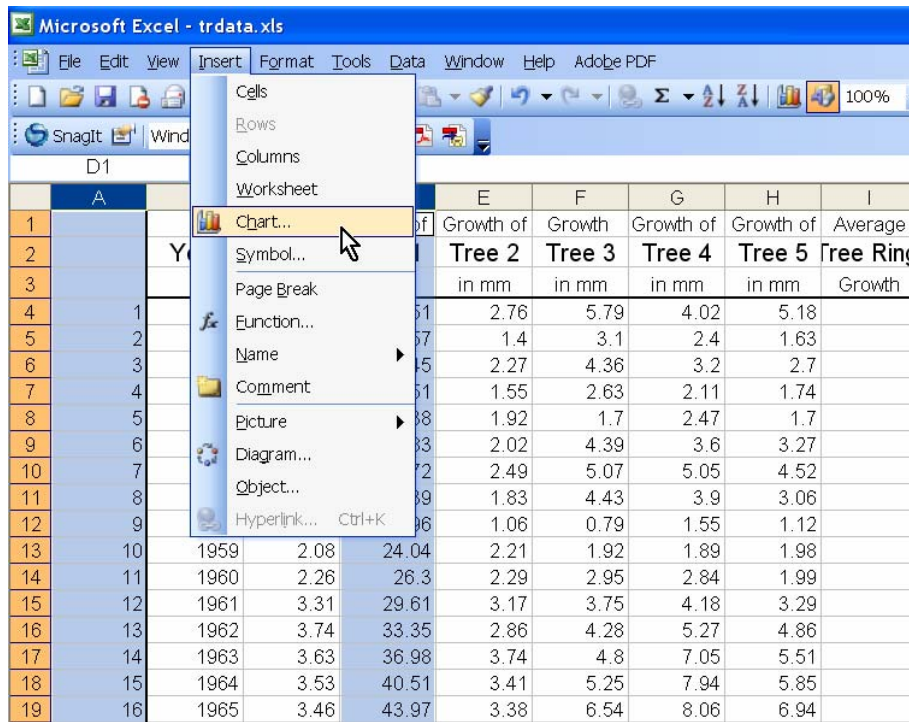 Microsoft Excel - trdata.xls
File Edit View Insert Format Tools Data Window Help Adobe PDF
Σ 100%
SnagIt Wind
D1
Cells
Rows
Columns
Worksheet
Chart...
Symbol...
Page Break
Function...
Name
Comment
Picture
Diagram...
Object...
Hyperlink... Ctrl+K
A E F G H I
1 of Growth of Growth Growth of Growth of Average
2 Tree 2 Tree 3 Tree 4 Tree 5 Tree Ring
3 in mm in mm in mm in mm Growth
4 1 51 2.76 5.79 4.02 5.18
5 2 57 1.4 3.1 2.4 1.63
6 3 45 2.27 4.36 3.2 2.7
7 4 51 1.55 2.63 2.11 1.74
8 5 38 1.92 1.7 2.47 1.7
9 6 33 2.02 4.39 3.6 3.27
10 7 72 2.49 5.07 5.05 4.52
11 8 39 1.83 4.43 3.9 3.06
12 9 96 1.06 0.79 1.55 1.12
13 10 1959 2.08 24.04 2.21 1.92 1.89 1.98
14 11 1960 2.26 26.3 2.29 2.95 2.84 1.99
15 12 1961 3.31 29.61 3.17 3.75 4.18 3.29
16 13 1962 3.74 33.35 2.86 4.28 5.27 4.86
17 14 1963 3.63 36.98 3.74 4.8 7.05 5.51
18 15 1964 3.53 40.51 3.41 5.25 7.94 5.85
19 16 1965 3.46 43.97 3.38 6.54 8.06 6.94